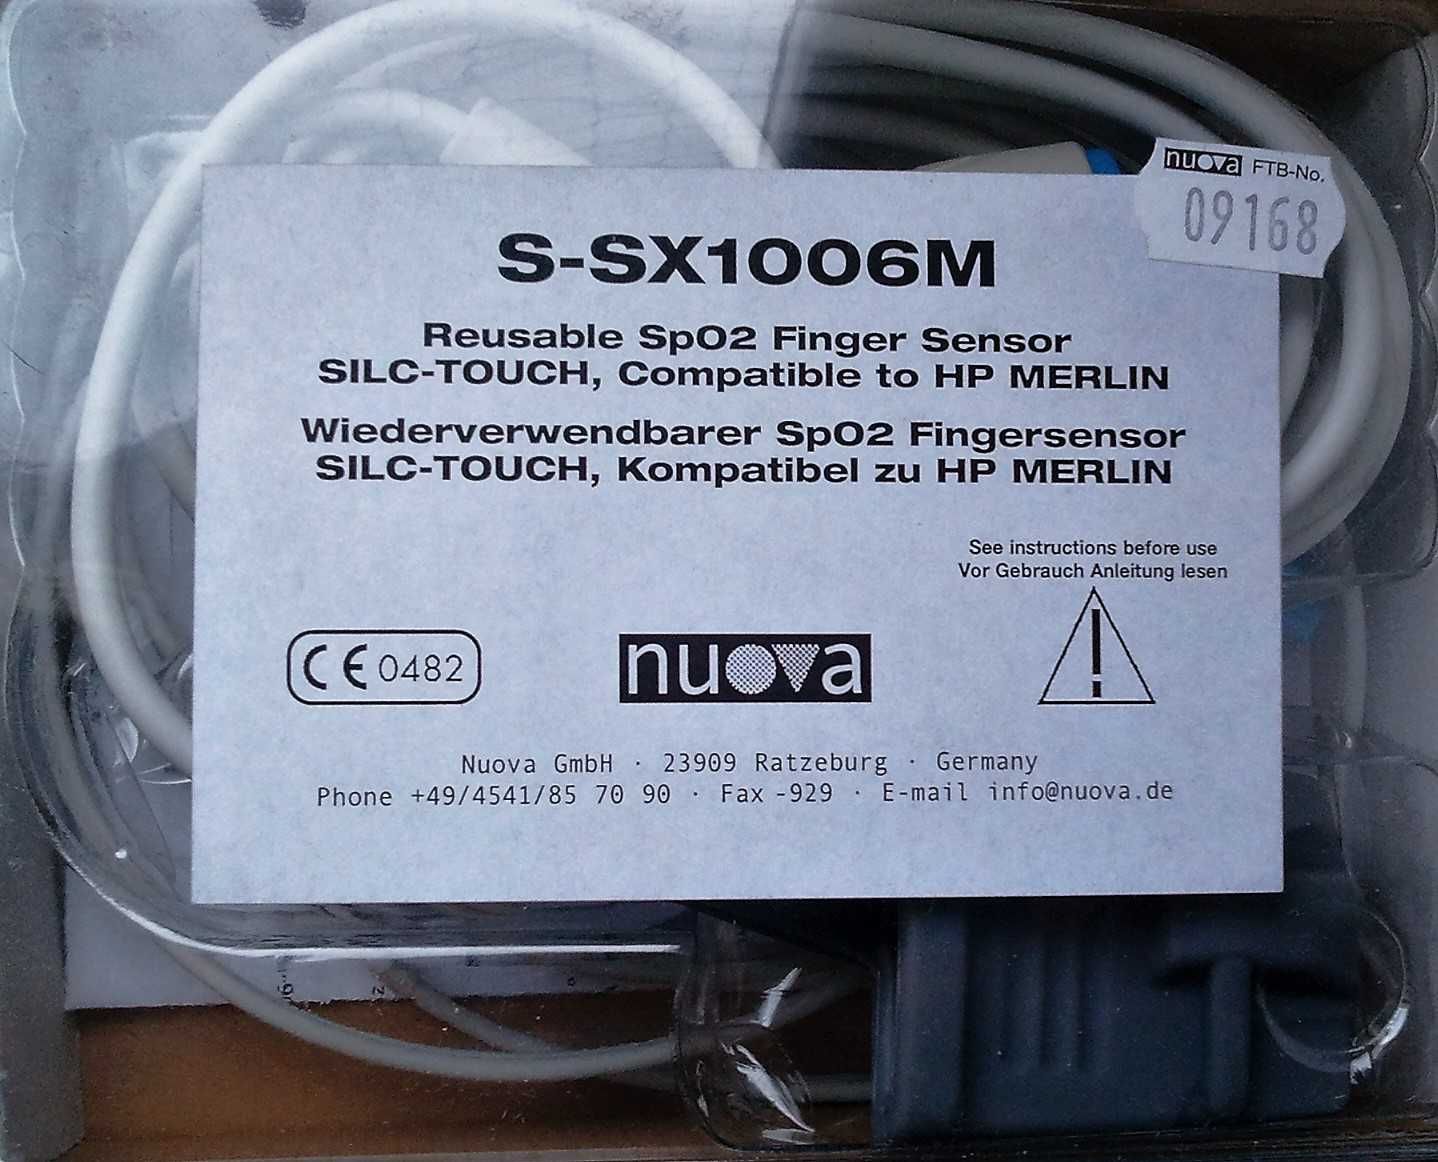 nuova FTB-No.
09168
S-SX1006M
Reusable SpO2 Finger Sensor
SILC-TOUCH, Compatible to HP MERLIN
Wiederverwendbarer SpO2 Fingersensor
SILC-TOUCH, Kompatibel zu HP MERLIN
See instructions before use
Vor Gebrauch Anleitung lesen
CE 0482
nuova
Nuova GmbH · 23909 Ratzeburg · Germany
Phone +49/4541/85 70 90 · Fax -929 · E-mail info@nuova.de